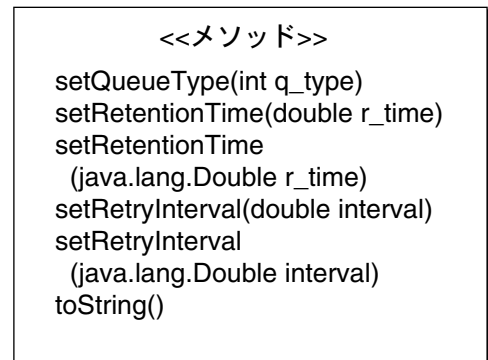 <<メソッド>>
setQueueType(int q_type)
setRetentionTime(double r_time)
setRetentionTime
(java.lang.Double r_time)
setRetryInterval(double interval)
setRetryInterval
(java.lang.Double interval)
toString()